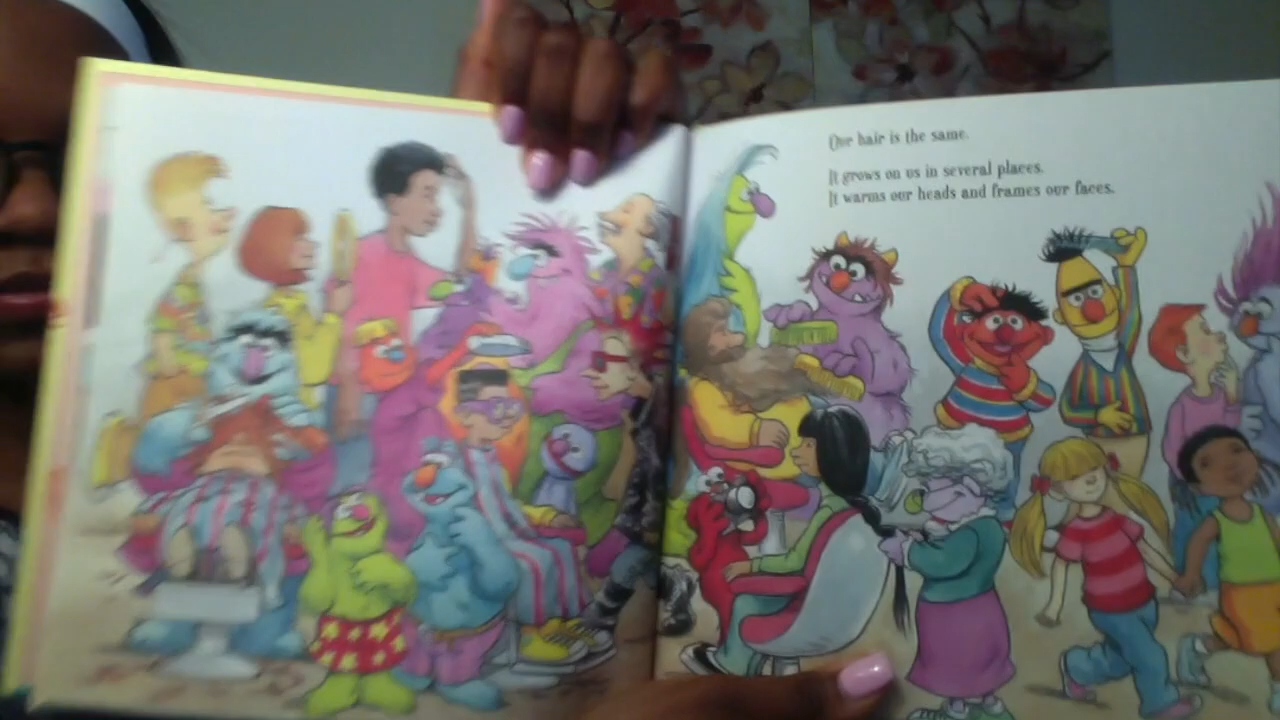 Our hair is the same.
It grows on us in several places.
It warms our heads and frames our faces.